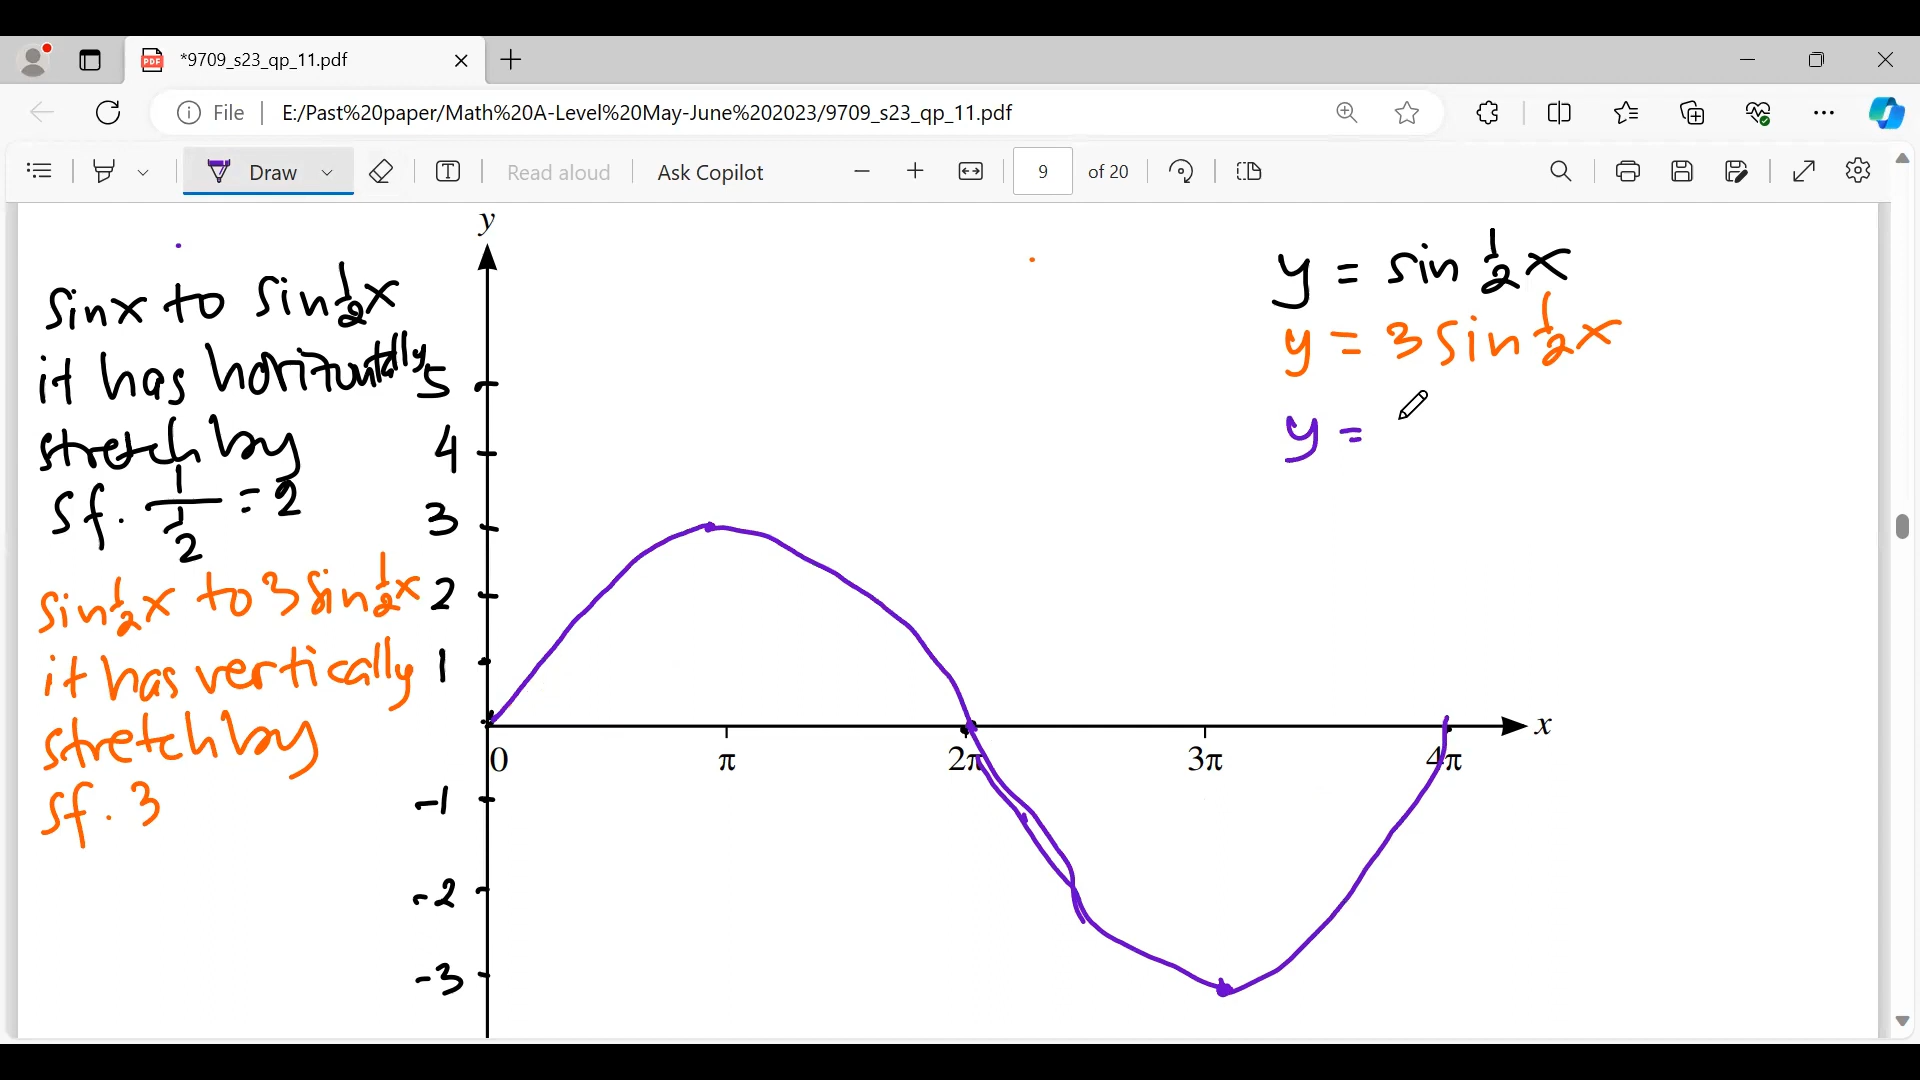 *9709_s23_qp_11.pdf
File
E:/Past%20paper/Math%20A-Level%20May-June%202023/9709_s23_qp_11.pdf
Draw
Read aloud
Ask Copilot
9
of 20
sinx to sin½x
it has horizontally
stretch by
sf. 1/(1/2) = 2
sin½x to 3sin½x
it has vertically
stretch by
sf. 3
y = sin½x
y = 3sin½x
y =
y
5
4
3
2
1
0 π 2π 3π 4π x
-1
-2
-3